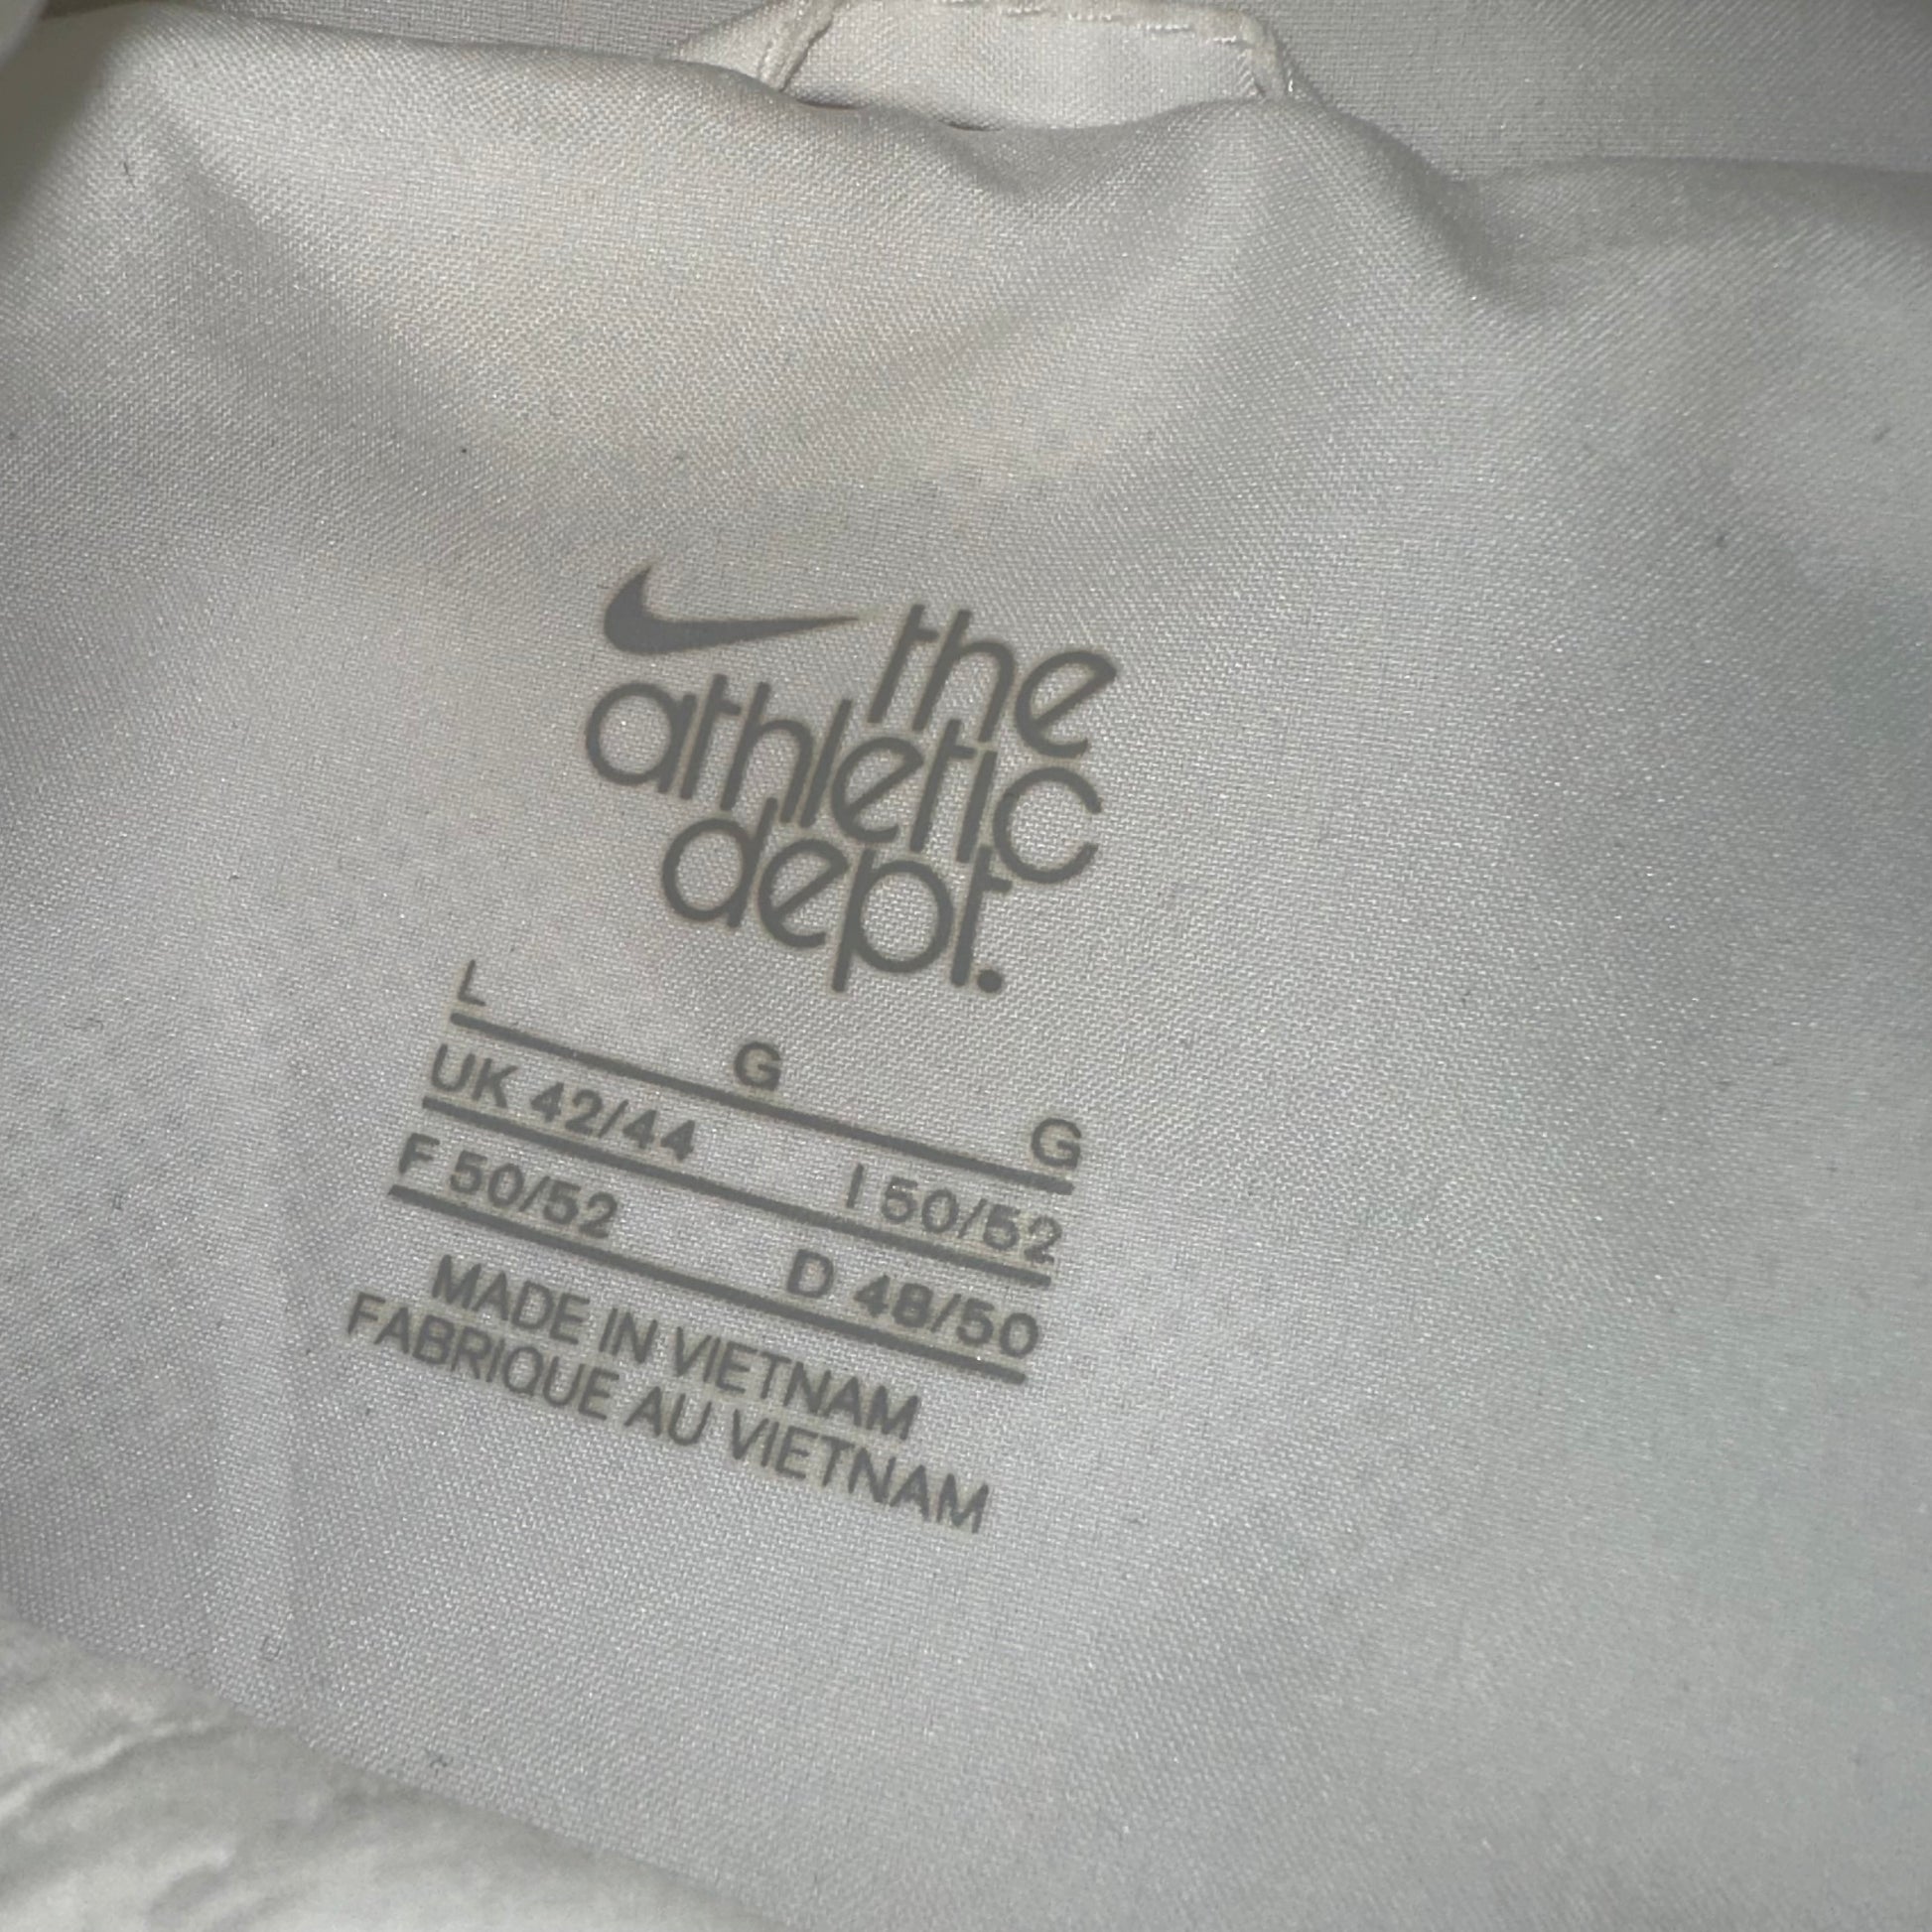 the
athletic
dept.
L G G
UK 42/44 I 50/52
F 50/52 D 48/50
MADE IN VIETNAM
FABRIQUE AU VIETNAM